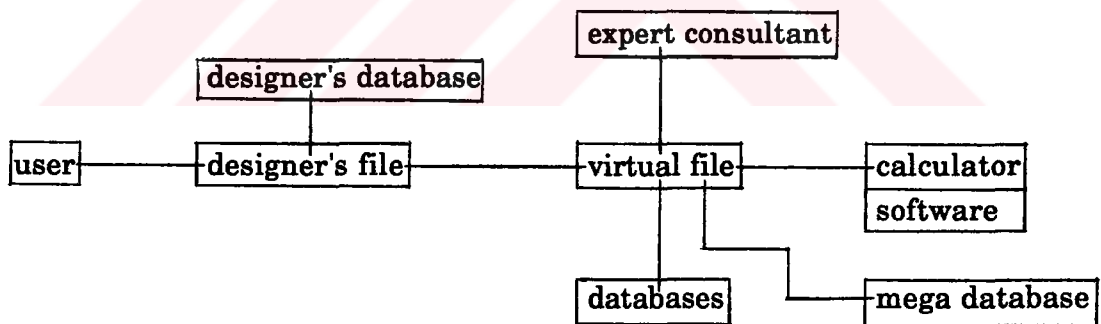 expert consultant
designer's database
user
designer's file
virtual file
calculator
software
databases
mega database